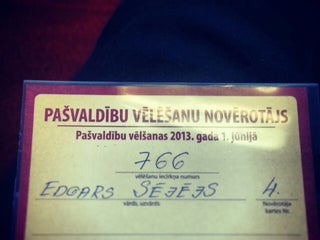 PAŠVALDĪBU VĒLĒŠANU NOVĒROTĀJS
Pašvaldību vēlšanas 2013. gada 1. jūnijā
766
vēlēšanu iecirkņa numurs
EDGARS SĒJĒJS 4.
vārds, uzvārds Novērotāja
kartes Nr.